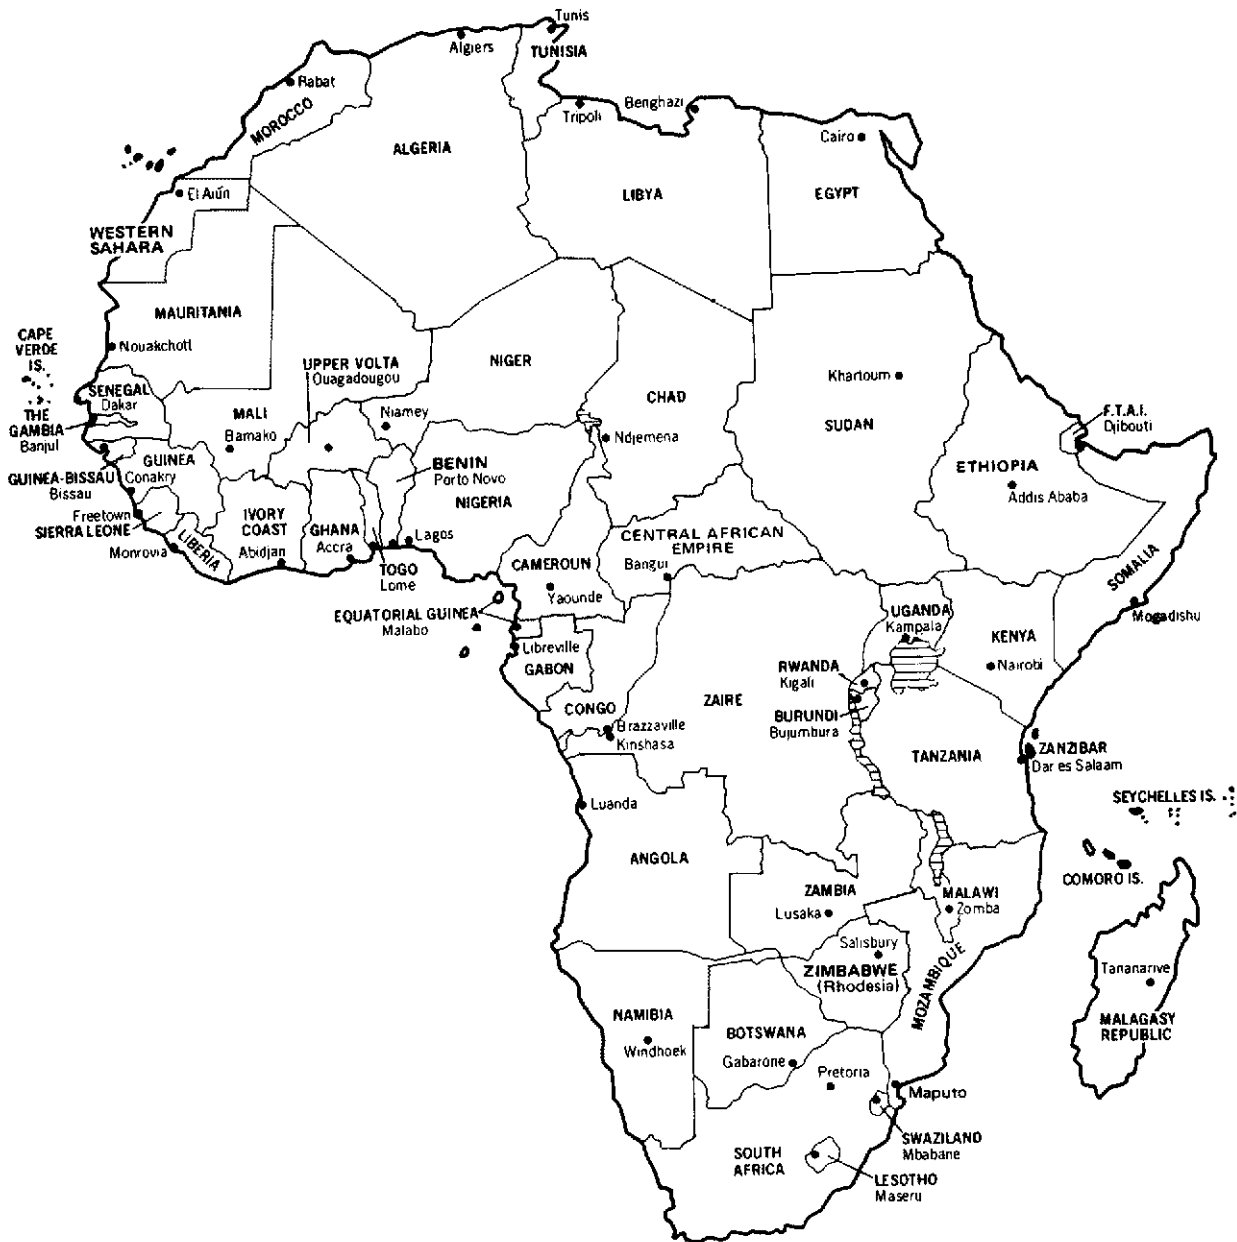 Tunis
Algiers
TUNISIA
Rabat
MOROCCO
Tripoli
Benghazi
Cairo
ALGERIA
LIBYA
EGYPT
El Aiún
WESTERN
SAHARA
MAURITANIA
Nouakchott
CAPE
VERDE
IS.
UPPER VOLTA
Ouagadougou
NIGER
Khartoum
SENEGAL
Dakar
MALI
Bamako
Niamey
CHAD
Ndjemena
SUDAN
F.T.A.I.
Djibouti
THE
GAMBIA
Banjul
GUINEA
Conakry
BENIN
Porto Novo
ETHIOPIA
Addis Ababa
GUINEA-BISSAU
Bissau
NIGERIA
Freetown
SIERRA LEONE
IVORY
COAST
Abidjan
GHANA
Accra
Lagos
CENTRAL AFRICAN
EMPIRE
Bangui
Monrovia
LIBERIA
TOGO
Lome
CAMEROUN
Yaounde
SOMALIA
Mogadishu
EQUATORIAL GUINEA
Malabo
UGANDA
Kampala
KENYA
Nairobi
Libreville
GABON
RWANDA
Kigali
CONGO
ZAIRE
BURUNDI
Bujumbura
Brazzaville
Kinshasa
TANZANIA
ZANZIBAR
Dar es Salaam
Luanda
SEYCHELLES IS.
ANGOLA
COMORO IS.
ZAMBIA
Lusaka
MALAWI
Zomba
Salisbury
ZIMBABWE
(Rhodesia)
MOZAMBIQUE
Tananarive
NAMIBIA
Windhoek
BOTSWANA
Gabarone
MALAGASY
REPUBLIC
Pretoria
Maputo
SWAZILAND
Mbabane
SOUTH
AFRICA
LESOTHO
Maseru